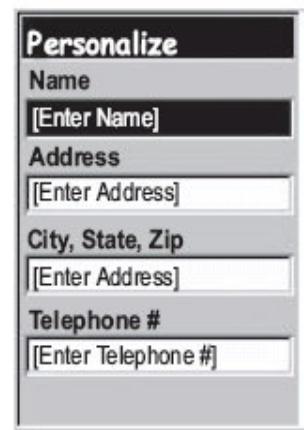 Personalize
Name
[Enter Name]
Address
[Enter Address]
City, State, Zip
[Enter Address]
Telephone #
[Enter Telephone #]